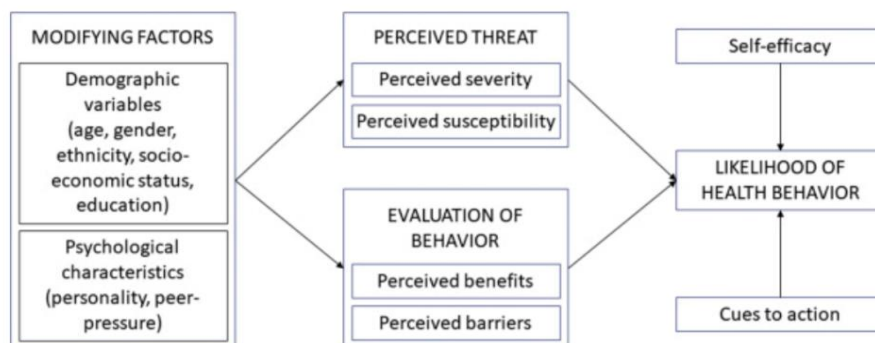 MODIFYING FACTORS
Demographic
variables
(age, gender,
ethnicity, socio-
economic status,
education)
Psychological
characteristics
(personality, peer-
pressure)
PERCEIVED THREAT
Perceived severity
Perceived susceptibility
EVALUATION OF
BEHAVIOR
Perceived benefits
Perceived barriers
Self-efficacy
LIKELIHOOD OF
HEALTH BEHAVIOR
Cues to action